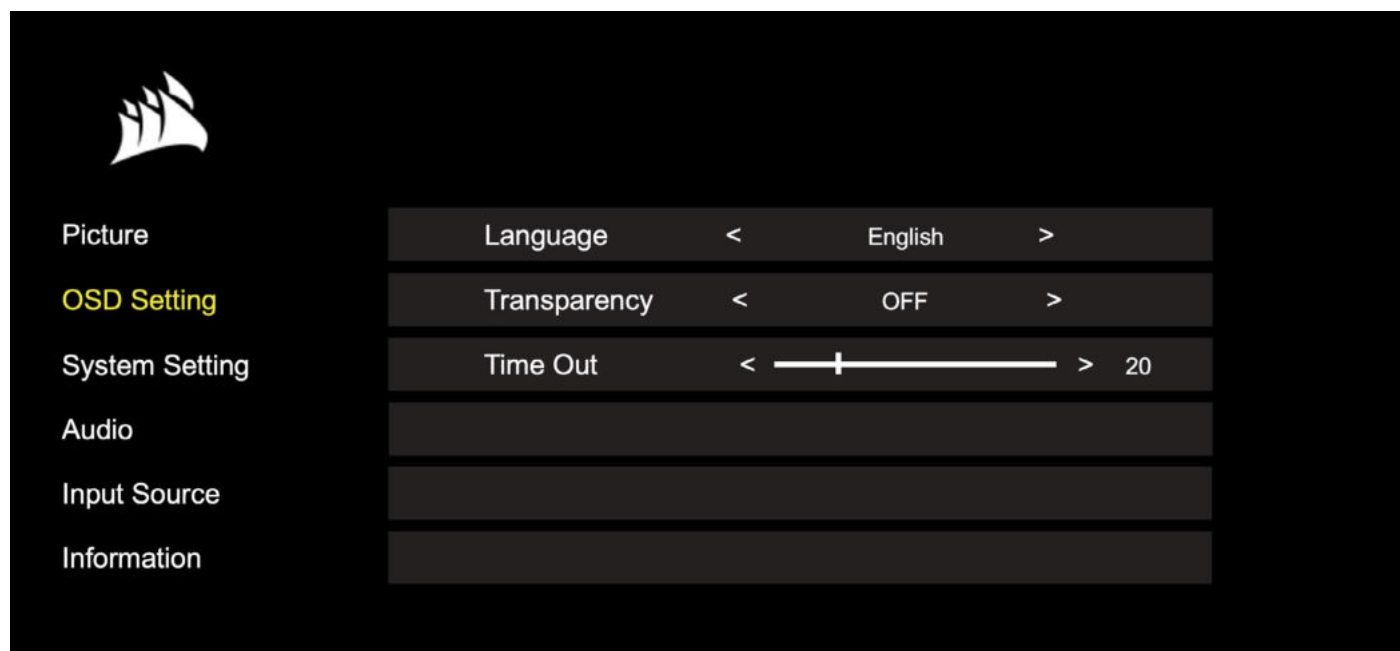 Picture Language < English >
OSD Setting Transparency < OFF >
System Setting Time Out < > 20
Audio
Input Source
Information